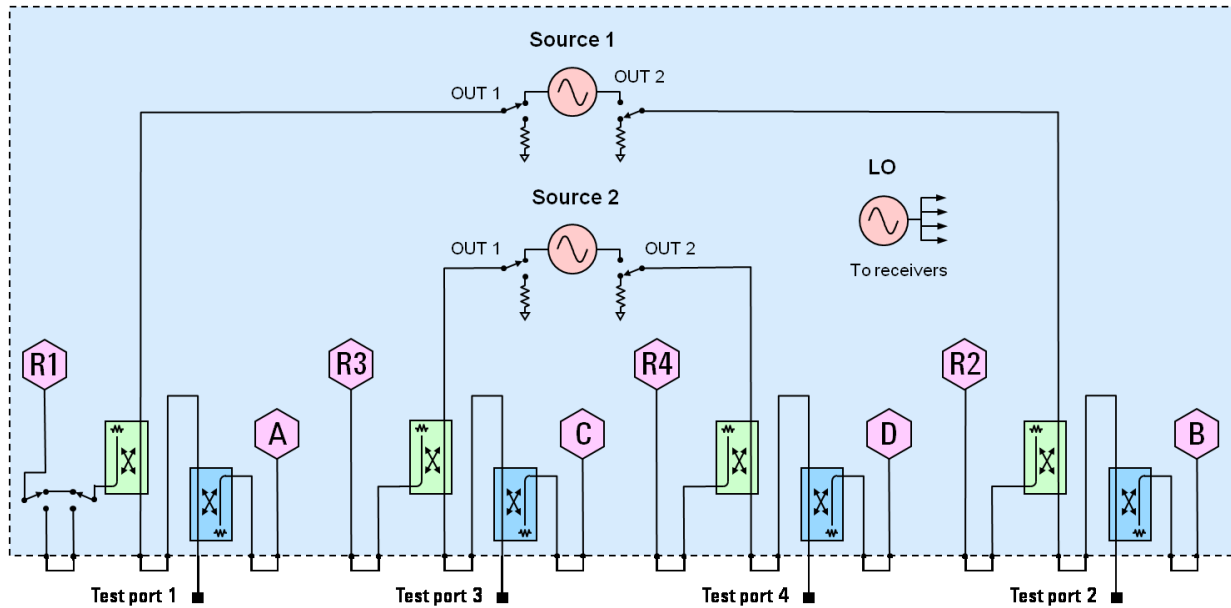 Source 1
OUT 1
OUT 2
Source 2
OUT 1
OUT 2
LO
To receivers
R1
R3
R4
R2
A
C
D
B
Test port 1
Test port 3
Test port 4
Test port 2